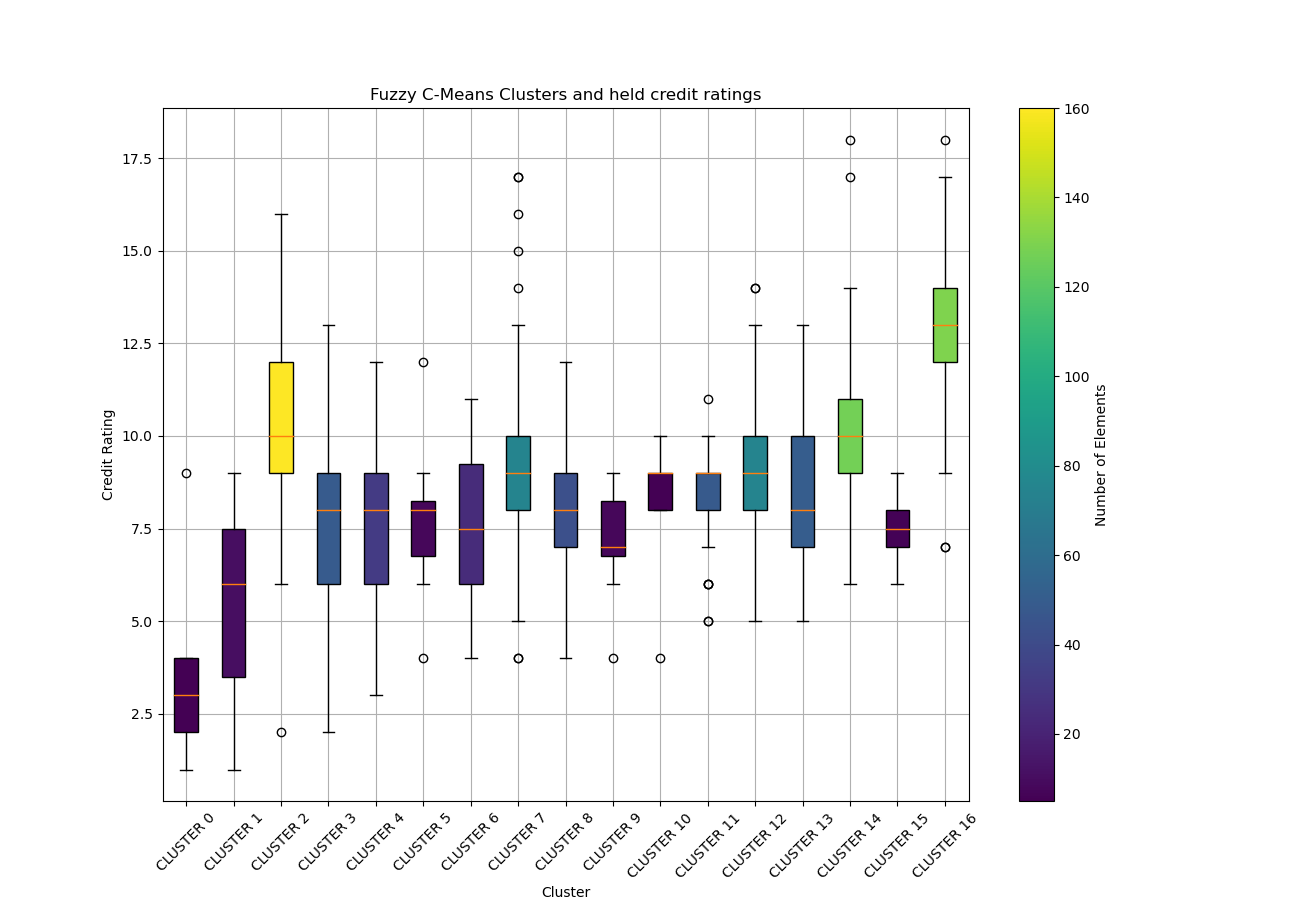 Fuzzy C-Means Clusters and held credit ratings
Credit Rating
17.5
15.0
12.5
10.0
7.5
5.0
2.5
CLUSTER 0
CLUSTER 1
CLUSTER 2
CLUSTER 3
CLUSTER 4
CLUSTER 5
CLUSTER 6
CLUSTER 7
CLUSTER 8
CLUSTER 9
CLUSTER 10
CLUSTER 11
CLUSTER 12
CLUSTER 13
CLUSTER 14
CLUSTER 15
CLUSTER 16
Cluster
160
140
120
100
80
60
40
20
Number of Elements